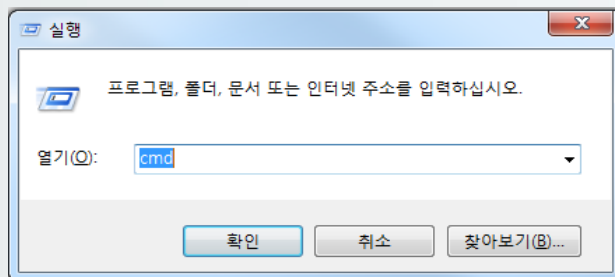 실행
프로그램, 폴더, 문서 또는 인터넷 주소를 입력하십시오.
열기(O): cmd
확인 취소 찾아보기(B)...